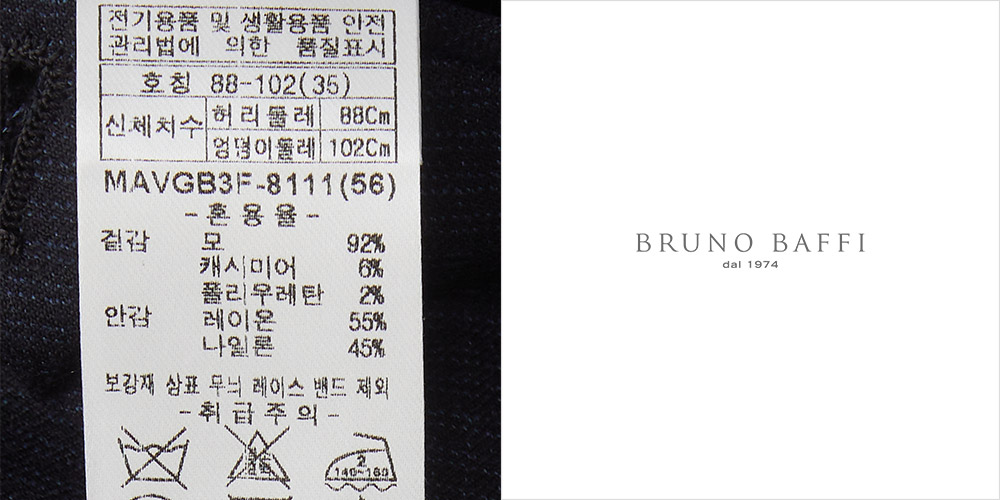 전기용품 및 생활용품 안전
관리법에 의한 품질표시
호칭 88-102(35)
신체치수 허리둘레 88Cm
엉덩이둘레 102Cm
MAVGB3F-8111(56)
-혼용율-
겉감 모 92%
캐시미어 6%
폴리우레탄 2%
안감 레이온 55%
나일론 45%
보강재 상표 무늬 레이스 밴드 제외
-취급주의-
2
140~160
BRUNO BAFFI
dal 1974